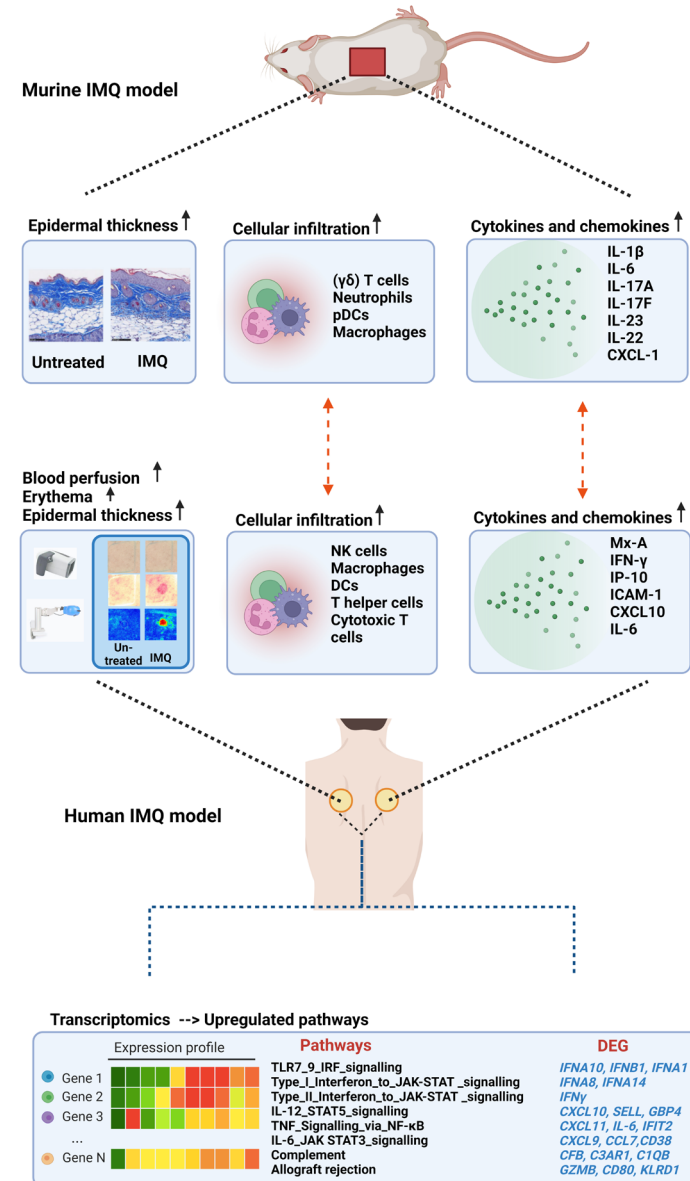 Murine IMQ model
Epidermal thickness
Untreated
IMQ
Cellular infiltration
(γδ) T cells
Neutrophils
pDCs
Macrophages
Cytokines and chemokines
IL-1β
IL-6
IL-17A
IL-17F
IL-23
IL-22
CXCL-1
Blood perfusion
Erythema
Epidermal thickness
Un-
treated
IMQ
Cellular infiltration
NK cells
Macrophages
DCs
T helper cells
Cytotoxic T
cells
Cytokines and chemokines
Mx-A
IFN-γ
IP-10
ICAM-1
CXCL10
IL-6
Human IMQ model
Transcriptomics --> Upregulated pathways
Expression profile
Gene 1
Gene 2
Gene 3
...
Gene N
Pathways
TLR7_9_IRF_signalling
Type_I_Interferon_to_JAK-STAT _signalling
Type_II_Interferon_to_JAK-STAT _signalling
IL-12_STAT5_signalling
TNF_Signalling_via_NF-κB
IL-6_JAK STAT3_signalling
Complement
Allograft rejection
DEG
IFNA10, IFNB1, IFNA1
IFNA8, IFNA14
IFNγ
CXCL10, SELL, GBP4
CXCL11, IL-6, IFIT2
CXCL9, CCL7,CD38
CFB, C3AR1, C1QB
GZMB, CD80, KLRD1